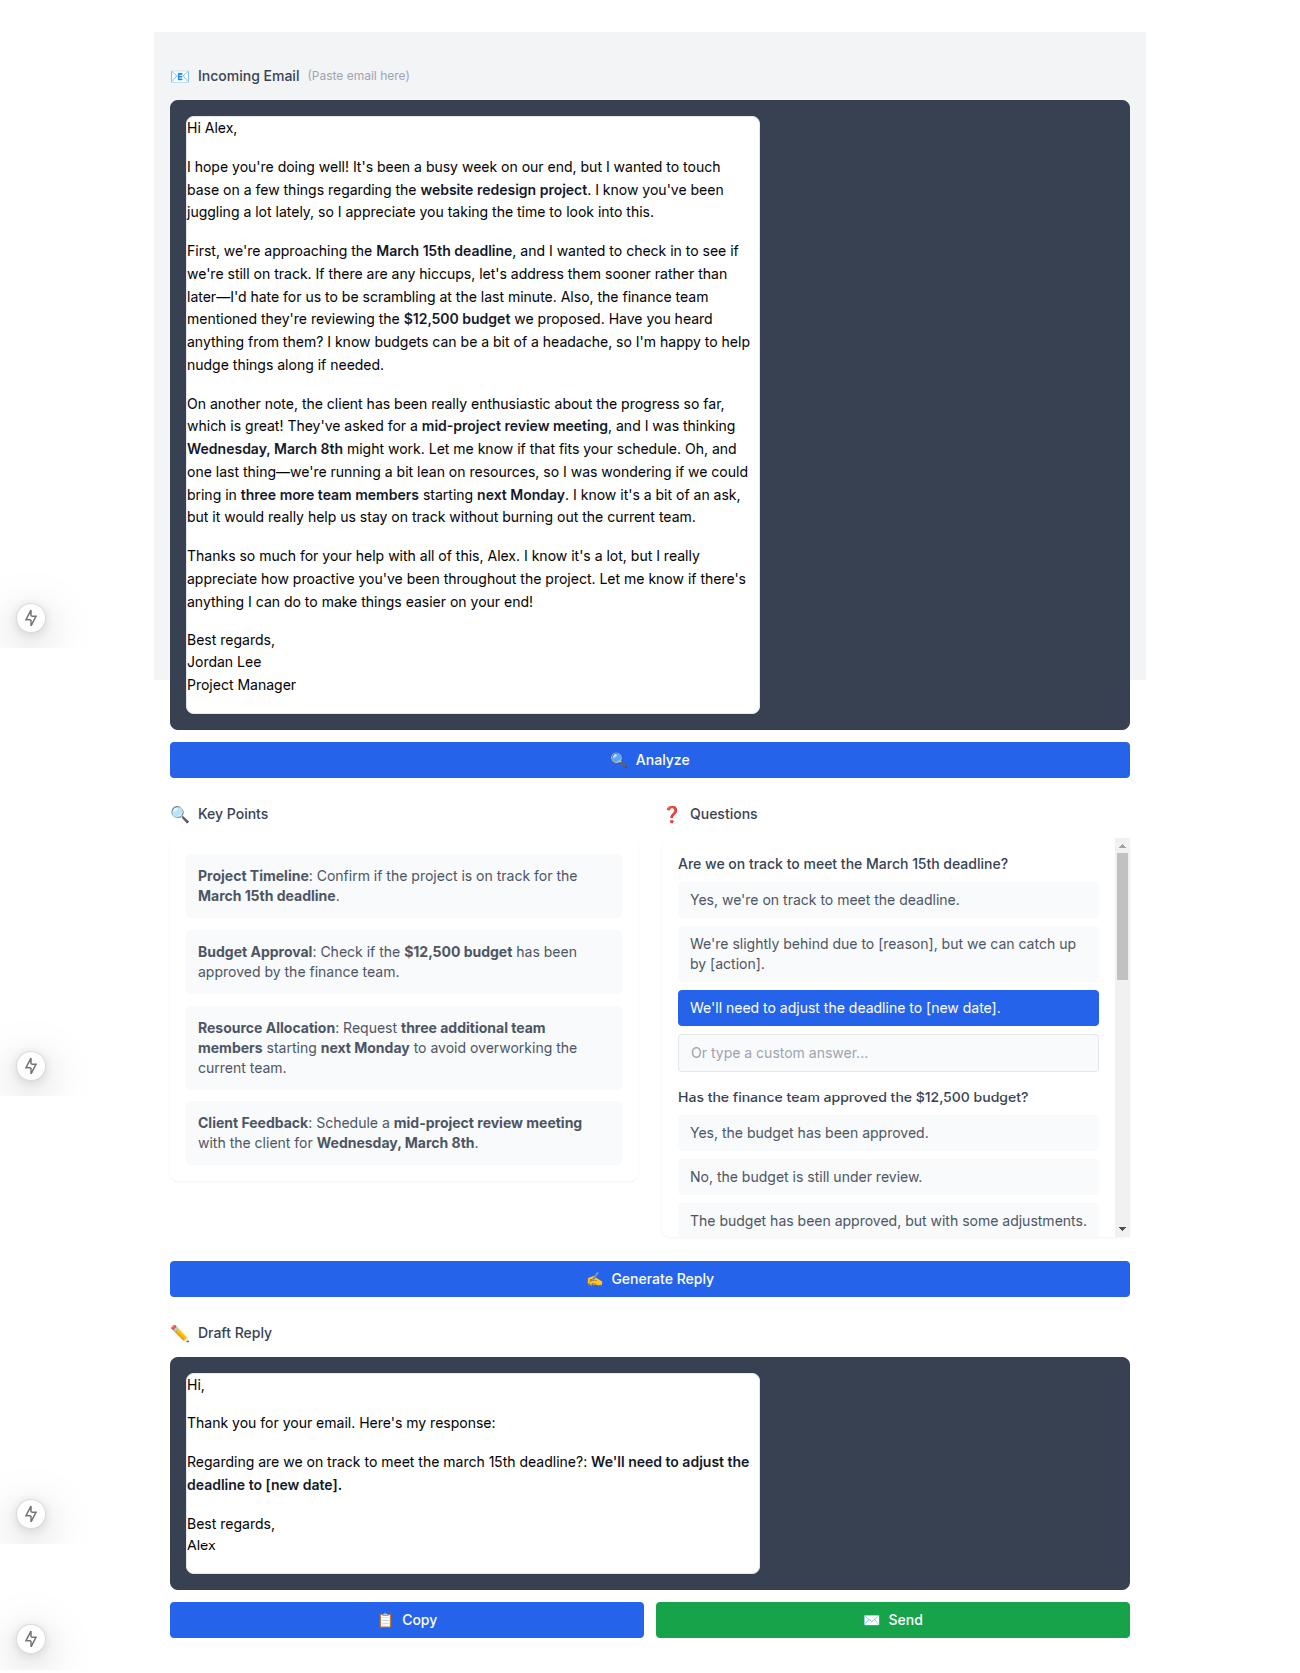 Incoming Email (Paste email here)
Hi Alex,
I hope you're doing well! It's been a busy week on our end, but I wanted to touch
base on a few things regarding the website redesign project. I know you've been
juggling a lot lately, so I appreciate you taking the time to look into this.
First, we're approaching the March 15th deadline, and I wanted to check in to see if
we're still on track. If there are any hiccups, let's address them sooner rather than
later—I'd hate for us to be scrambling at the last minute. Also, the finance team
mentioned they're reviewing the $12,500 budget we proposed. Have you heard
anything from them? I know budgets can be a bit of a headache, so I'm happy to help
nudge things along if needed.
On another note, the client has been really enthusiastic about the progress so far,
which is great! They've asked for a mid-project review meeting, and I was thinking
Wednesday, March 8th might work. Let me know if that fits your schedule. Oh, and
one last thing—we're running a bit lean on resources, so I was wondering if we could
bring in three more team members starting next Monday. I know it's a bit of an ask,
but it would really help us stay on track without burning out the current team.
Thanks so much for your help with all of this, Alex. I know it's a lot, but I really
appreciate how proactive you've been throughout the project. Let me know if there's
anything I can do to make things easier on your end!
Best regards,
Jordan Lee
Project Manager
Analyze
Key Points
Project Timeline: Confirm if the project is on track for the
March 15th deadline.
Budget Approval: Check if the $12,500 budget has been
approved by the finance team.
Resource Allocation: Request three additional team
members starting next Monday to avoid overworking the
current team.
Client Feedback: Schedule a mid-project review meeting
with the client for Wednesday, March 8th.
Questions
Are we on track to meet the March 15th deadline?
Yes, we're on track to meet the deadline.
We're slightly behind due to [reason], but we can catch up
by [action].
We'll need to adjust the deadline to [new date].
Or type a custom answer...
Has the finance team approved the $12,500 budget?
Yes, the budget has been approved.
No, the budget is still under review.
The budget has been approved, but with some adjustments.
Generate Reply
Draft Reply
Hi,
Thank you for your email. Here's my response:
Regarding are we on track to meet the march 15th deadline?: We'll need to adjust the
deadline to [new date].
Best regards,
Alex
Copy
Send